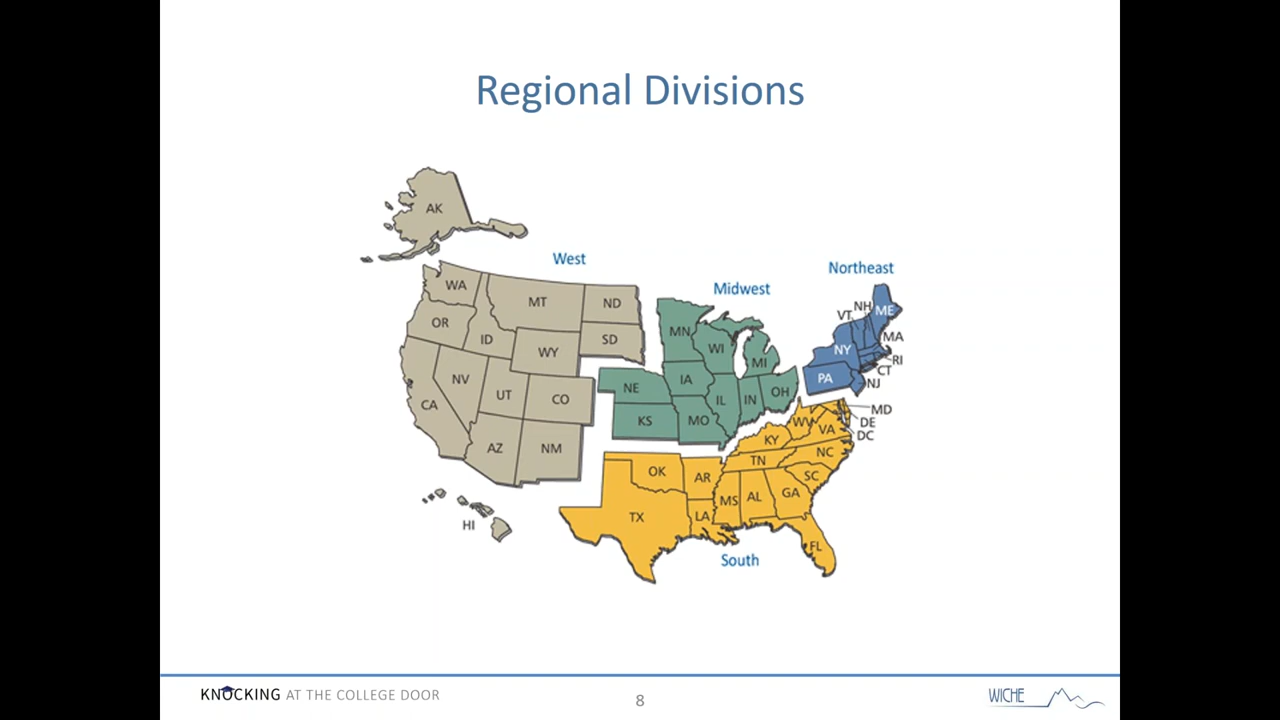 Regional Divisions
AK
West
Northeast
Midwest
WA
MT
ND
OR
ID
SD
WY
NV
UT
CO
CA
AZ
NM
HI
MN
WI
MI
NE
IA
IL
IN
OH
KS
MO
NH
VT
ME
MA
NY
RI
CT
PA
NJ
MD
DE
DC
WV
VA
KY
NC
TN
SC
OK
AR
MS
AL
GA
TX
LA
FL
South
KNOCKING AT THE COLLEGE DOOR
8
WICHE